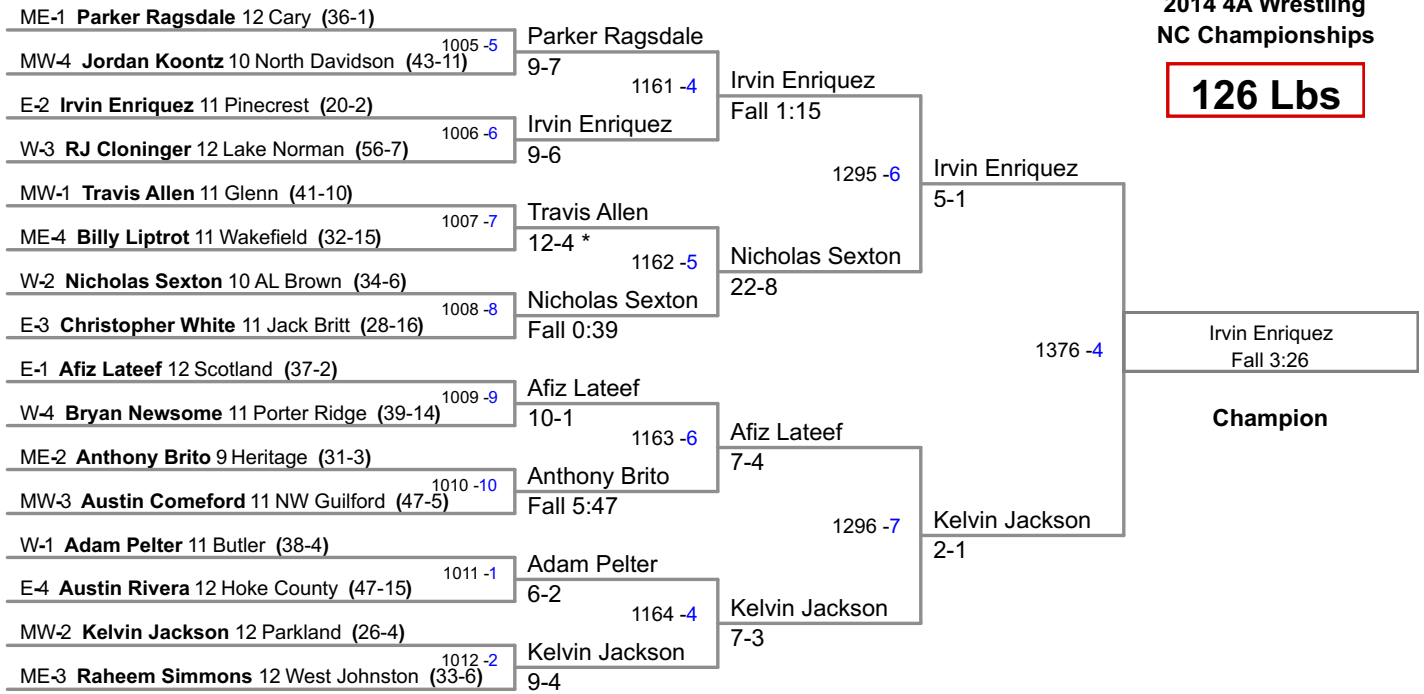 2014 4A Wrestling
NC Championships
126 Lbs
ME-1 Parker Ragsdale 12 Cary (36-1)
MW-4 Jordan Koontz 10 North Davidson (43-11)
E-2 Irvin Enriquez 11 Pinecrest (20-2)
W-3 RJ Cloninger 12 Lake Norman (56-7)
MW-1 Travis Allen 11 Glenn (41-10)
ME-4 Billy Liptrot 11 Wakefield (32-15)
W-2 Nicholas Sexton 10 AL Brown (34-6)
E-3 Christopher White 11 Jack Britt (28-16)
E-1 Afiz Lateef 12 Scotland (37-2)
W-4 Bryan Newsome 11 Porter Ridge (39-14)
ME-2 Anthony Brito 9 Heritage (31-3)
MW-3 Austin Comeford 11 NW Guilford (47-5)
W-1 Adam Pelter 11 Butler (38-4)
E-4 Austin Rivera 12 Hoke County (47-15)
MW-2 Kelvin Jackson 12 Parkland (26-4)
ME-3 Raheem Simmons 12 West Johnston (33-6)
1005 -5
1006 -6
1007 -7
1008 -8
1009 -9
1010 -10
1011 -1
1012 -2
Parker Ragsdale
9-7
Irvin Enriquez
9-6
Travis Allen
12-4 *
Nicholas Sexton
Fall 0:39
Afiz Lateef
10-1
Anthony Brito
Fall 5:47
Adam Pelter
6-2
Kelvin Jackson
9-4
1161 -4
1162 -5
1163 -6
1164 -4
Irvin Enriquez
Fall 1:15
Nicholas Sexton
22-8
Afiz Lateef
7-4
Kelvin Jackson
7-3
1295 -6
1296 -7
Irvin Enriquez
5-1
Kelvin Jackson
2-1
1376 -4
Irvin Enriquez
Fall 3:26
Champion